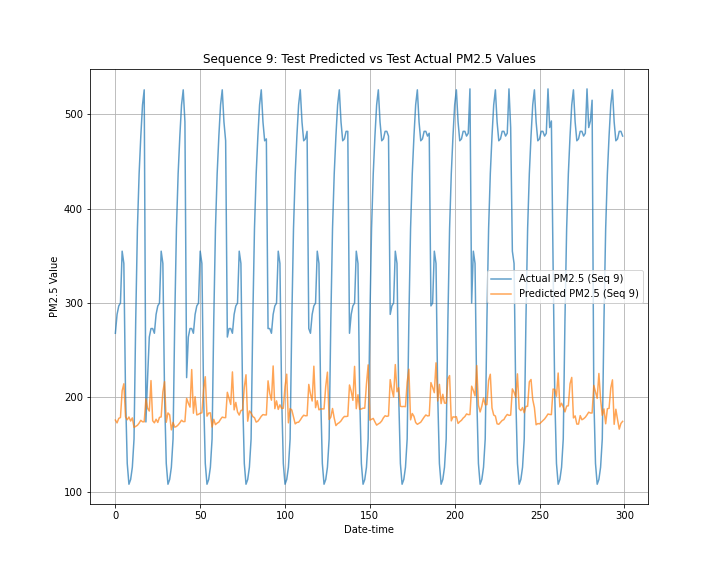 Sequence 9: Test Predicted vs Test Actual PM2.5 Values
500
400
300
200
100
PM2.5 Value
Actual PM2.5 (Seq 9)
Predicted PM2.5 (Seq 9)
0 50 100 150 200 250 300
Date-time